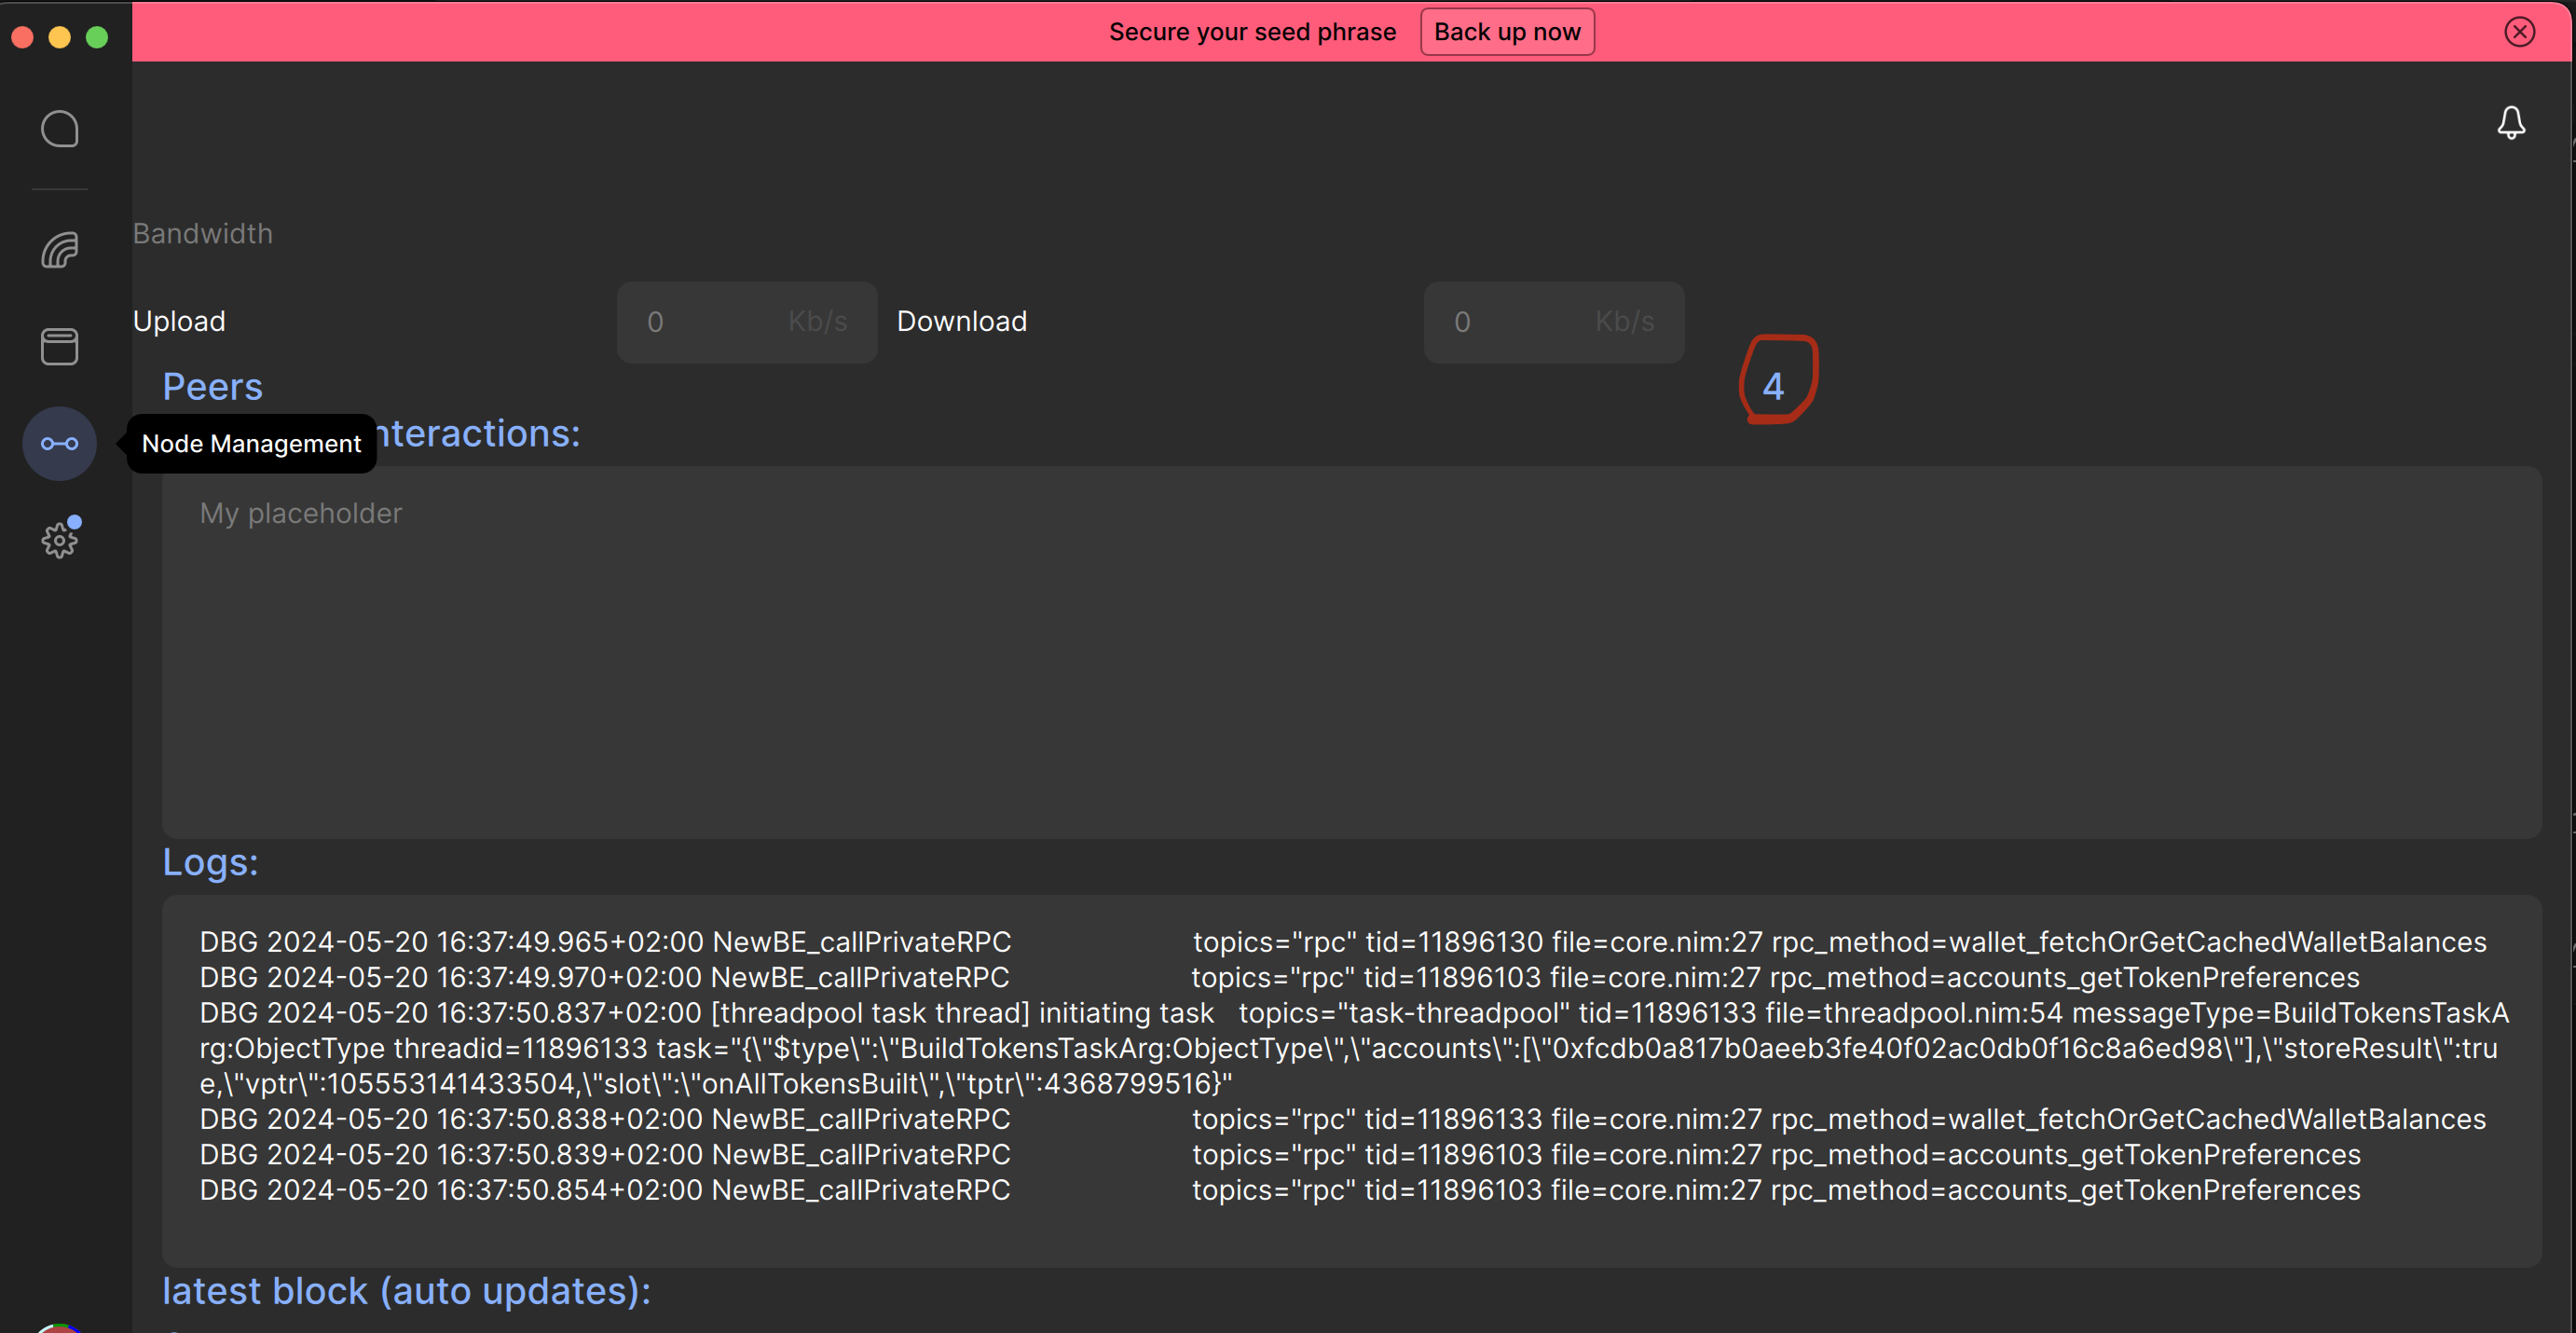 Secure your seed phrase Back up now
Bandwidth
Upload 0 Kb/s Download 0 Kb/s
Peers 4
Node Management nteractions:
My placeholder
Logs:
DBG 2024-05-20 16:37:49.965+02:00 NewBE_callPrivateRPC topics="rpc" tid=11896130 file=core.nim:27 rpc_method=wallet_fetchOrGetCachedWalletBalances
DBG 2024-05-20 16:37:49.970+02:00 NewBE_callPrivateRPC topics="rpc" tid=11896103 file=core.nim:27 rpc_method=accounts_getTokenPreferences
DBG 2024-05-20 16:37:50.837+02:00 [threadpool task thread] initiating task topics="task-threadpool" tid=11896133 file=threadpool.nim:54 messageType=BuildTokensTaskA
rg:ObjectType threadid=11896133 task="{\"$type\":\"BuildTokensTaskArg:ObjectType\",\"accounts\":[\"0xfcdb0a817b0aeeb3fe40f02ac0db0f16c8a6ed98\"],\"storeResult\":tru
e,\"vptr\":105553141433504,\"slot\":\"onAllTokensBuilt\",\"tptr\":4368799516}"
DBG 2024-05-20 16:37:50.838+02:00 NewBE_callPrivateRPC topics="rpc" tid=11896133 file=core.nim:27 rpc_method=wallet_fetchOrGetCachedWalletBalances
DBG 2024-05-20 16:37:50.839+02:00 NewBE_callPrivateRPC topics="rpc" tid=11896103 file=core.nim:27 rpc_method=accounts_getTokenPreferences
DBG 2024-05-20 16:37:50.854+02:00 NewBE_callPrivateRPC topics="rpc" tid=11896103 file=core.nim:27 rpc_method=accounts_getTokenPreferences
latest block (auto updates):